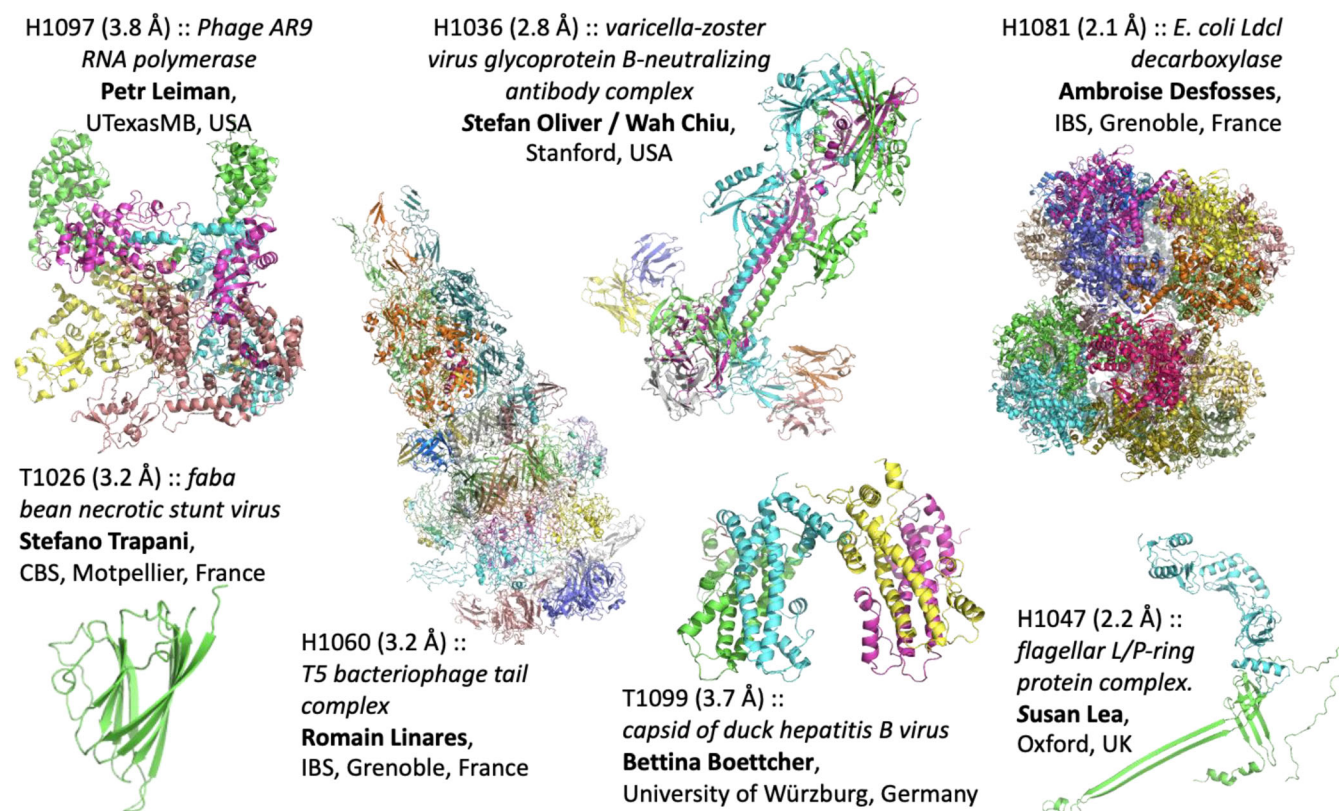 H1097 (3.8 Å) :: Phage AR9
RNA polymerase
Petr Leiman,
UTexasMB, USA
H1036 (2.8 Å) :: varicella-zoster
virus glycoprotein B-neutralizing
antibody complex
Stefan Oliver / Wah Chiu,
Stanford, USA
H1081 (2.1 Å) :: E. coli LdcI
decarboxylase
Ambroise Desfosses,
IBS, Grenoble, France
T1026 (3.2 Å) :: faba
bean necrotic stunt virus
Stefano Trapani,
CBS, Motpellier, France
H1060 (3.2 Å) ::
T5 bacteriophage tail
complex
Romain Linares,
IBS, Grenoble, France
T1099 (3.7 Å) ::
capsid of duck hepatitis B virus
Bettina Boettcher,
University of Würzburg, Germany
H1047 (2.2 Å) ::
flagellar L/P-ring
protein complex.
Susan Lea,
Oxford, UK